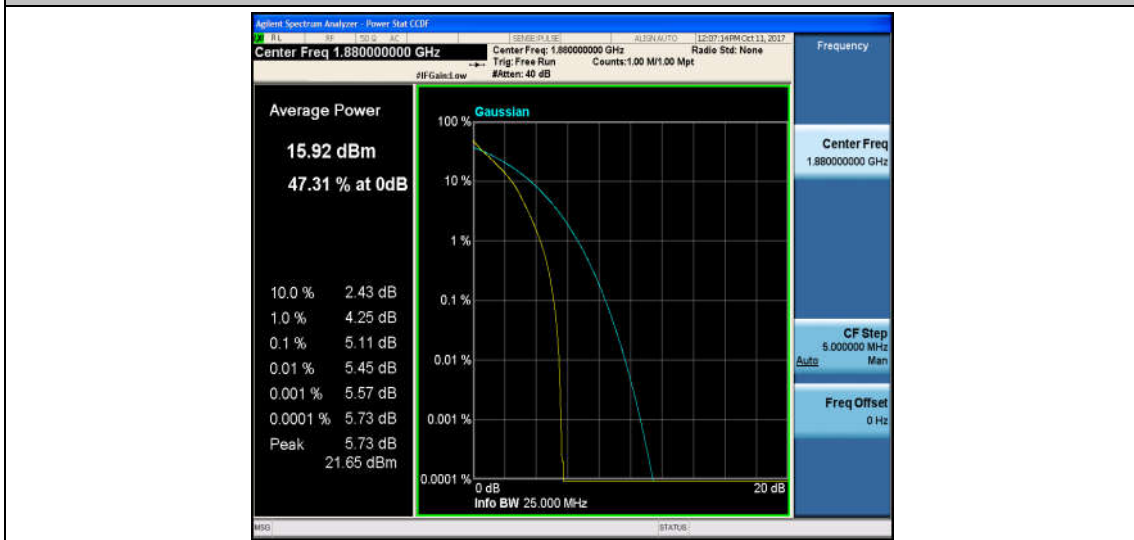 Agilent Spectrum Analyzer - Power Stat CCDF
RL RF 50 Ω AC SENSE:PULSE ALIGN AUTO 12:07:14 PM Oct 11, 2017
Center Freq 1.880000000 GHz
Center Freq: 1.880000000 GHz Radio Std: None
Trig: Free Run Counts:1.00 M/1.00 Mpt
#IFGain:Low #Atten: 40 dB
Frequency
Average Power
15.92 dBm
47.31 % at 0dB
10.0 % 2.43 dB
1.0 % 4.25 dB
0.1 % 5.11 dB
0.01 % 5.45 dB
0.001 % 5.57 dB
0.0001 % 5.73 dB
Peak 5.73 dB
21.65 dBm
Gaussian
100 %
10 %
1 %
0.1 %
0.01 %
0.001 %
0.0001 %
0 dB 20 dB
Info BW 25.000 MHz
Center Freq
1.880000000 GHz
CF Step
5.000000 MHz
Auto Man
Freq Offset
0 Hz
MSG STATUS